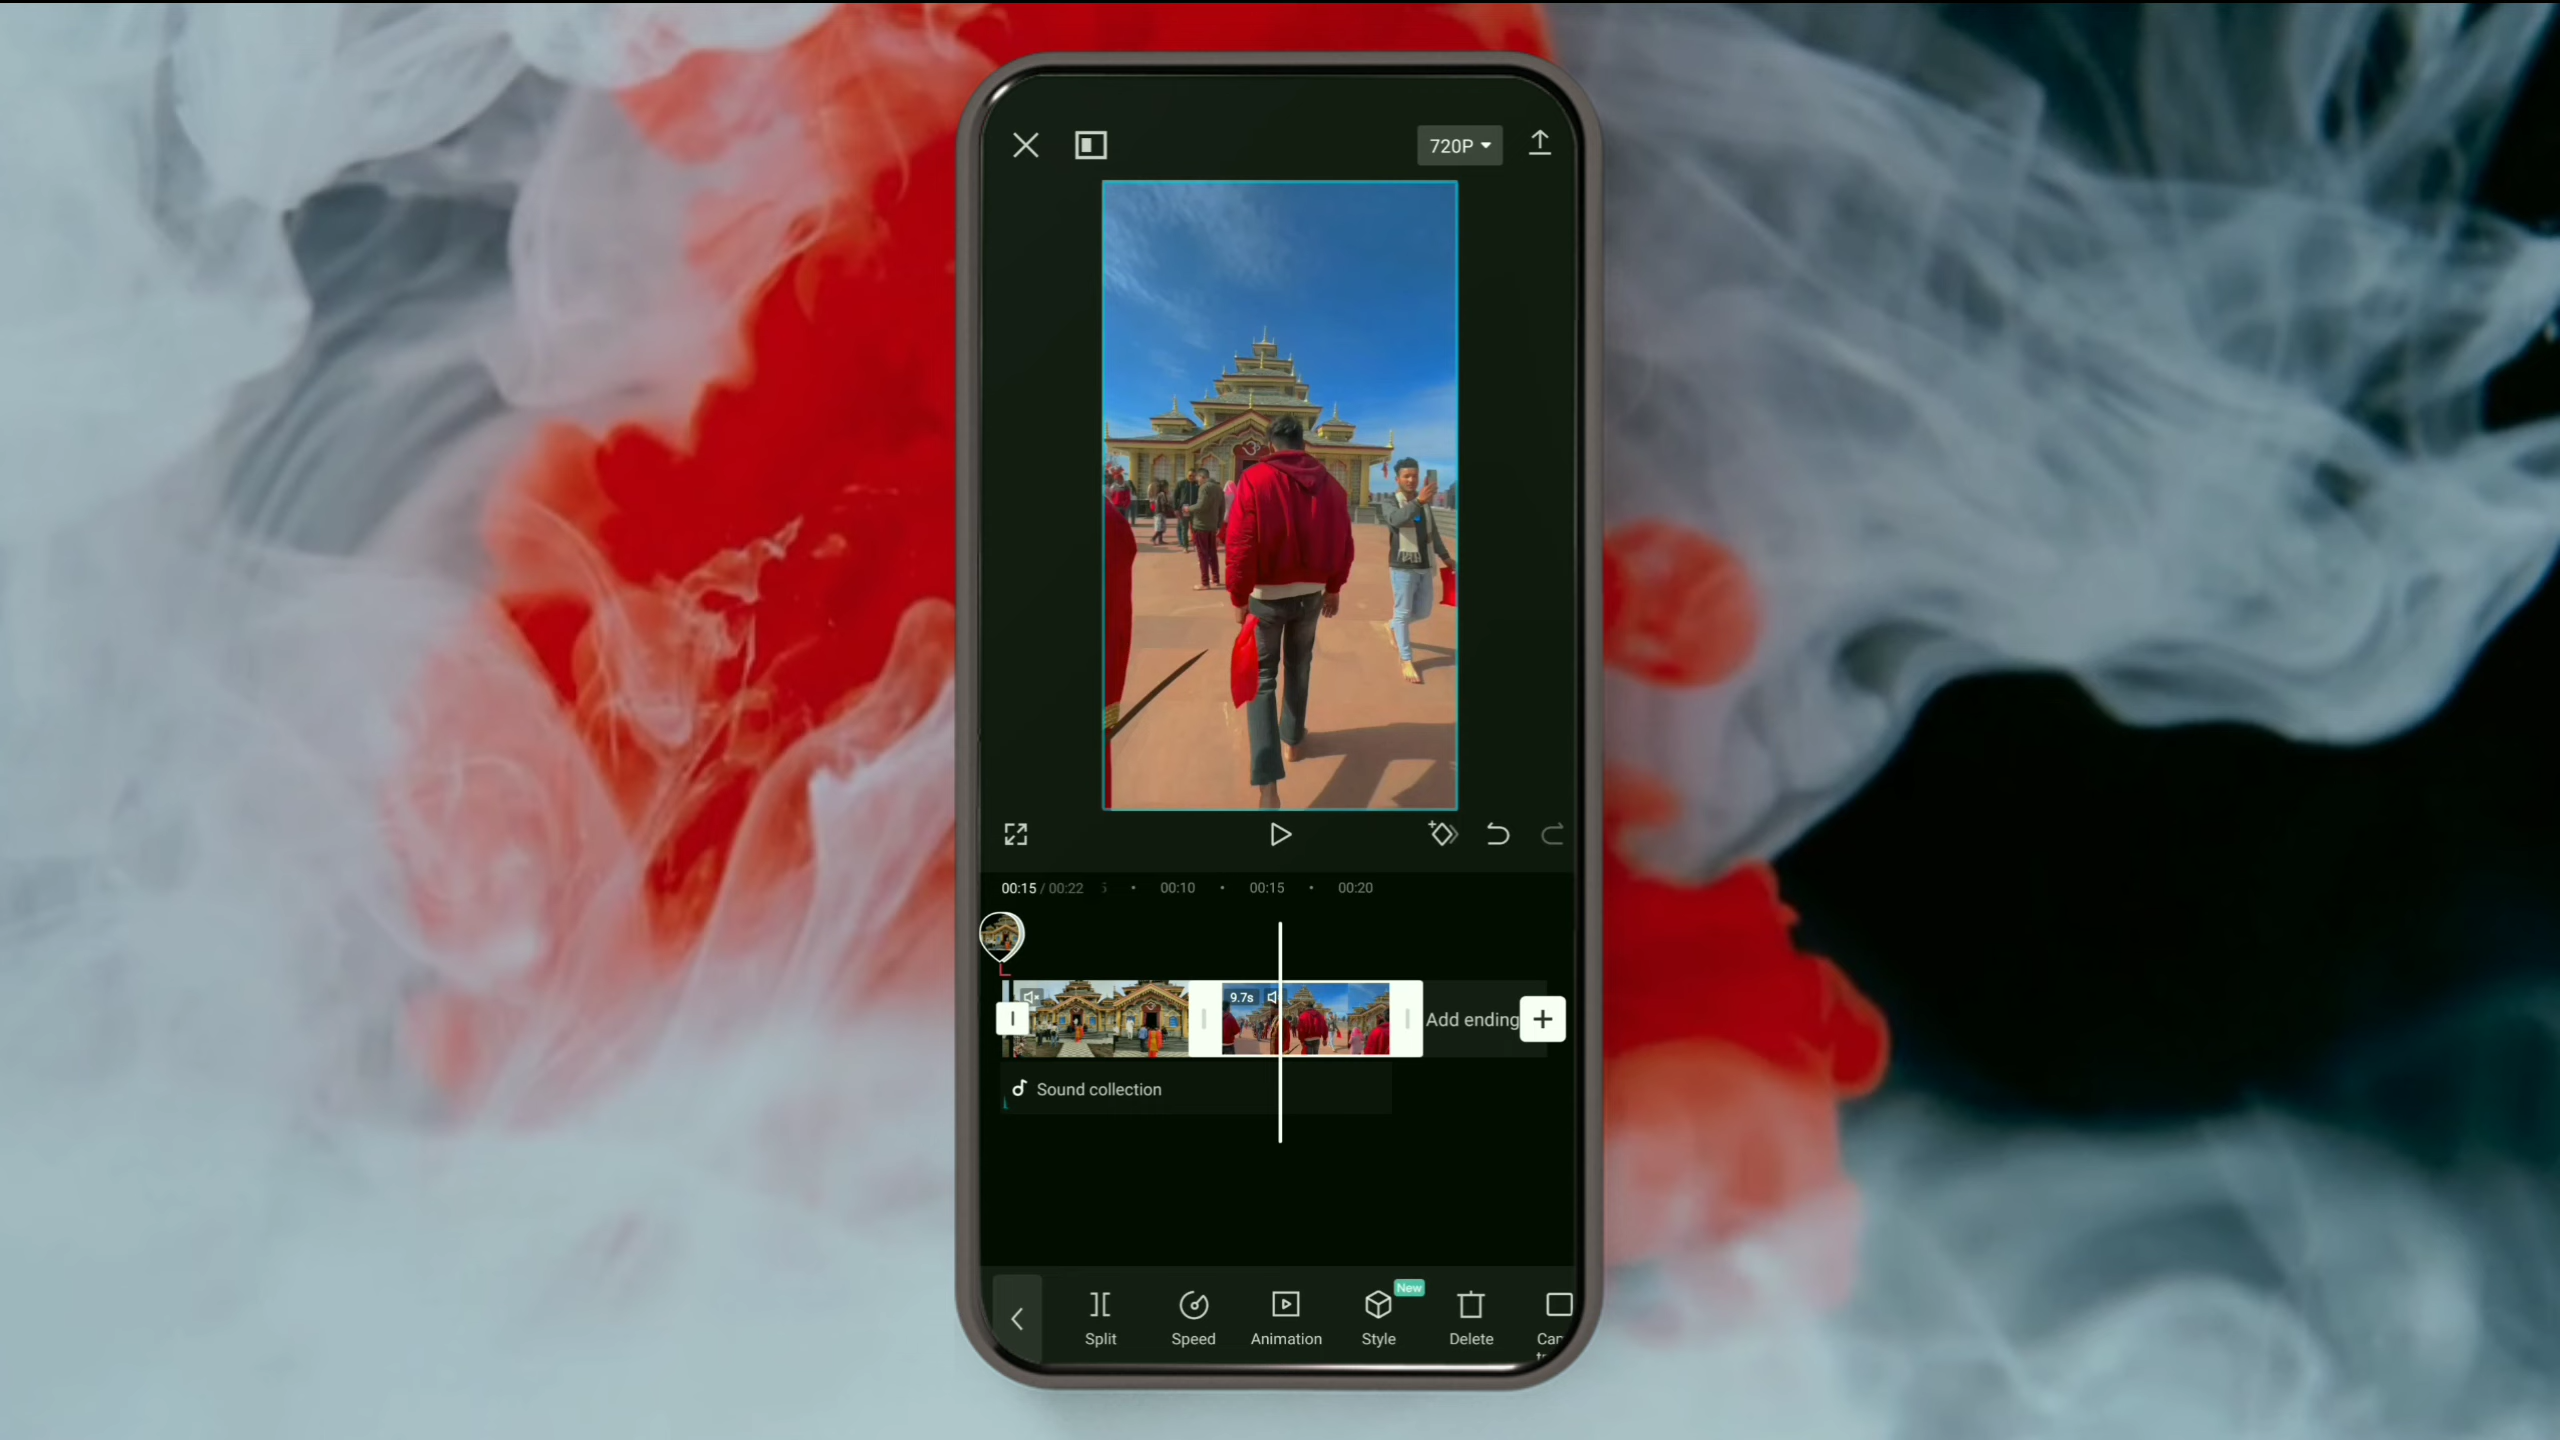 720P
00:15 / 00:22
00:10
00:15
00:20
9.7s
Add ending
Sound collection
New
Split
Speed
Animation
Style
Delete